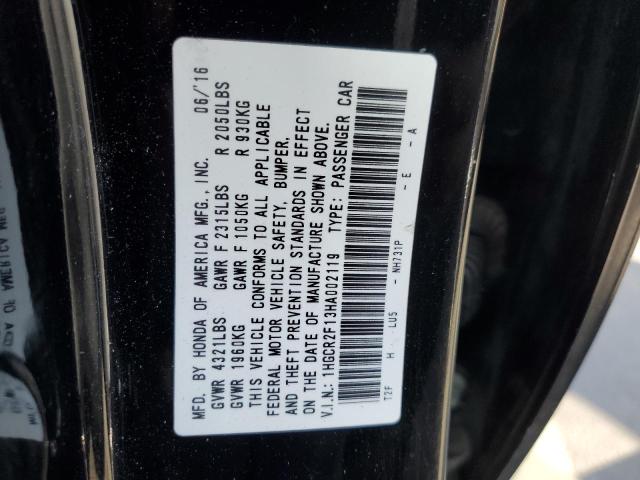 MFD. BY HONDA OF AMERICA MFG., INC. 06/'16
GVWR 4321LBS GAWR F 2315LBS R 2050LBS
GVWR 1960KG GAWR F 1050KG R 930KG
THIS VEHICLE CONFORMS TO ALL APPLICABLE
FEDERAL MOTOR VEHICLE SAFETY, BUMPER,
AND THEFT PREVENTION STANDARDS IN EFFECT
ON THE DATE OF MANUFACTURE SHOWN ABOVE.
V.I.N.: 1HGCR2F13HA002119 TYPE: PASSENGER CAR
T2F H - LU5 - NH731P - E - A